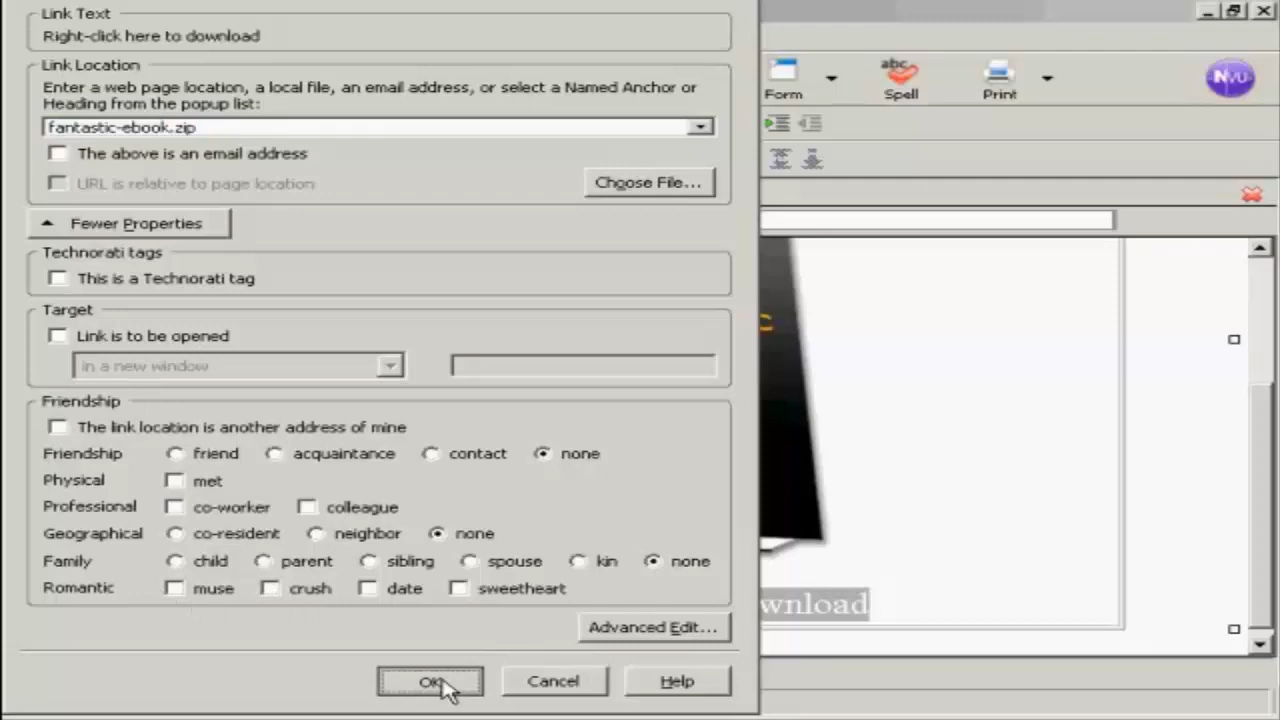 Link Text
Right-click here to download
Link Location
Enter a web page location, a local file, an email address, or select a Named Anchor or
Heading from the popup list:
fantastic-ebook.zip
The above is an email address
URL is relative to page location
Choose File...
Fewer Properties
Technorati tags
This is a Technorati tag
Target
Link is to be opened
in a new window
Friendship
The link location is another address of mine
Friendship friend acquaintance contact none
Physical met
Professional co-worker colleague
Geographical co-resident neighbor none
Family child parent sibling spouse kin none
Romantic muse crush date sweetheart
Advanced Edit...
OK Cancel Help
abc
Form Spell Print
NVU
C
wnload